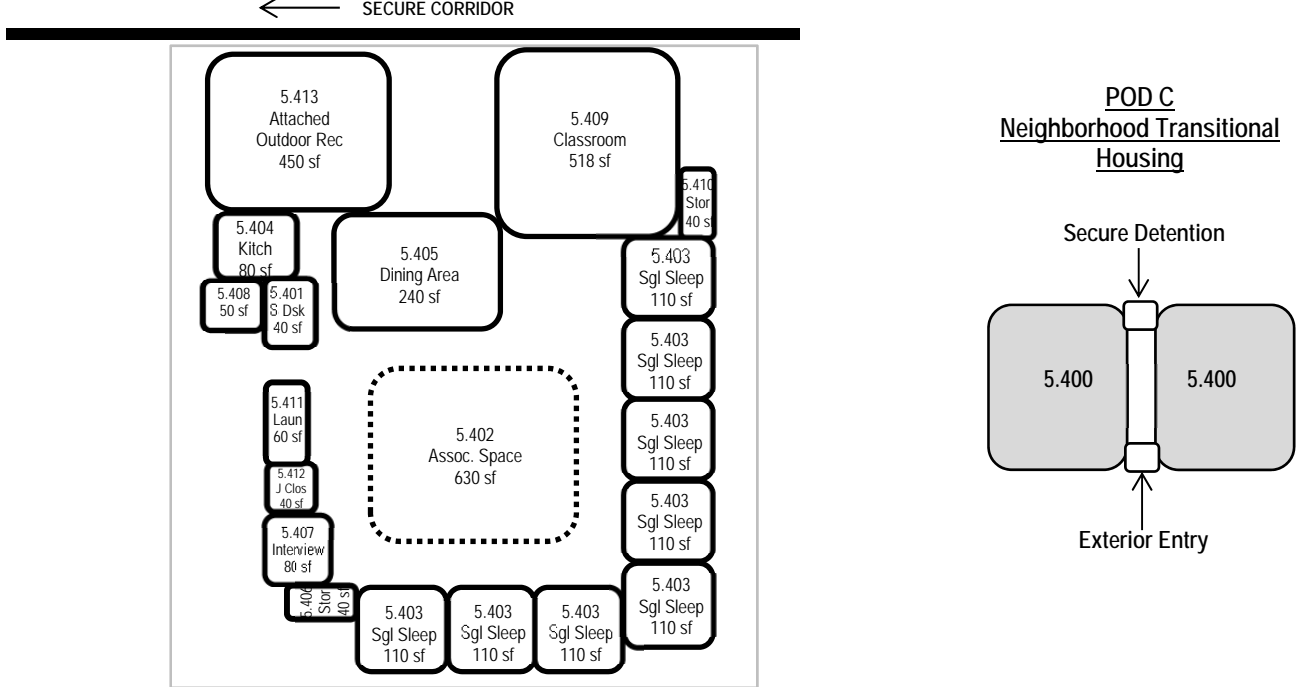 SECURE CORRIDOR
5.413
Attached
Outdoor Rec
450 sf
5.409
Classroom
518 sf
5.410
Stor
40 sf
5.404
Kitch
80 sf
5.405
Dining Area
240 sf
5.408
50 sf
5.401
S Dsk
40 sf
5.403
Sgl Sleep
110 sf
5.403
Sgl Sleep
110 sf
5.403
Sgl Sleep
110 sf
5.403
Sgl Sleep
110 sf
5.403
Sgl Sleep
110 sf
5.402
Assoc. Space
630 sf
5.411
Laun
60 sf
5.412
J Clos
40 sf
5.407
Interview
80 sf
5.406
Stor
40 sf
5.403
Sgl Sleep
110 sf
5.403
Sgl Sleep
110 sf
5.403
Sgl Sleep
110 sf
POD C
Neighborhood Transitional
Housing
Secure Detention
5.400
5.400
Exterior Entry